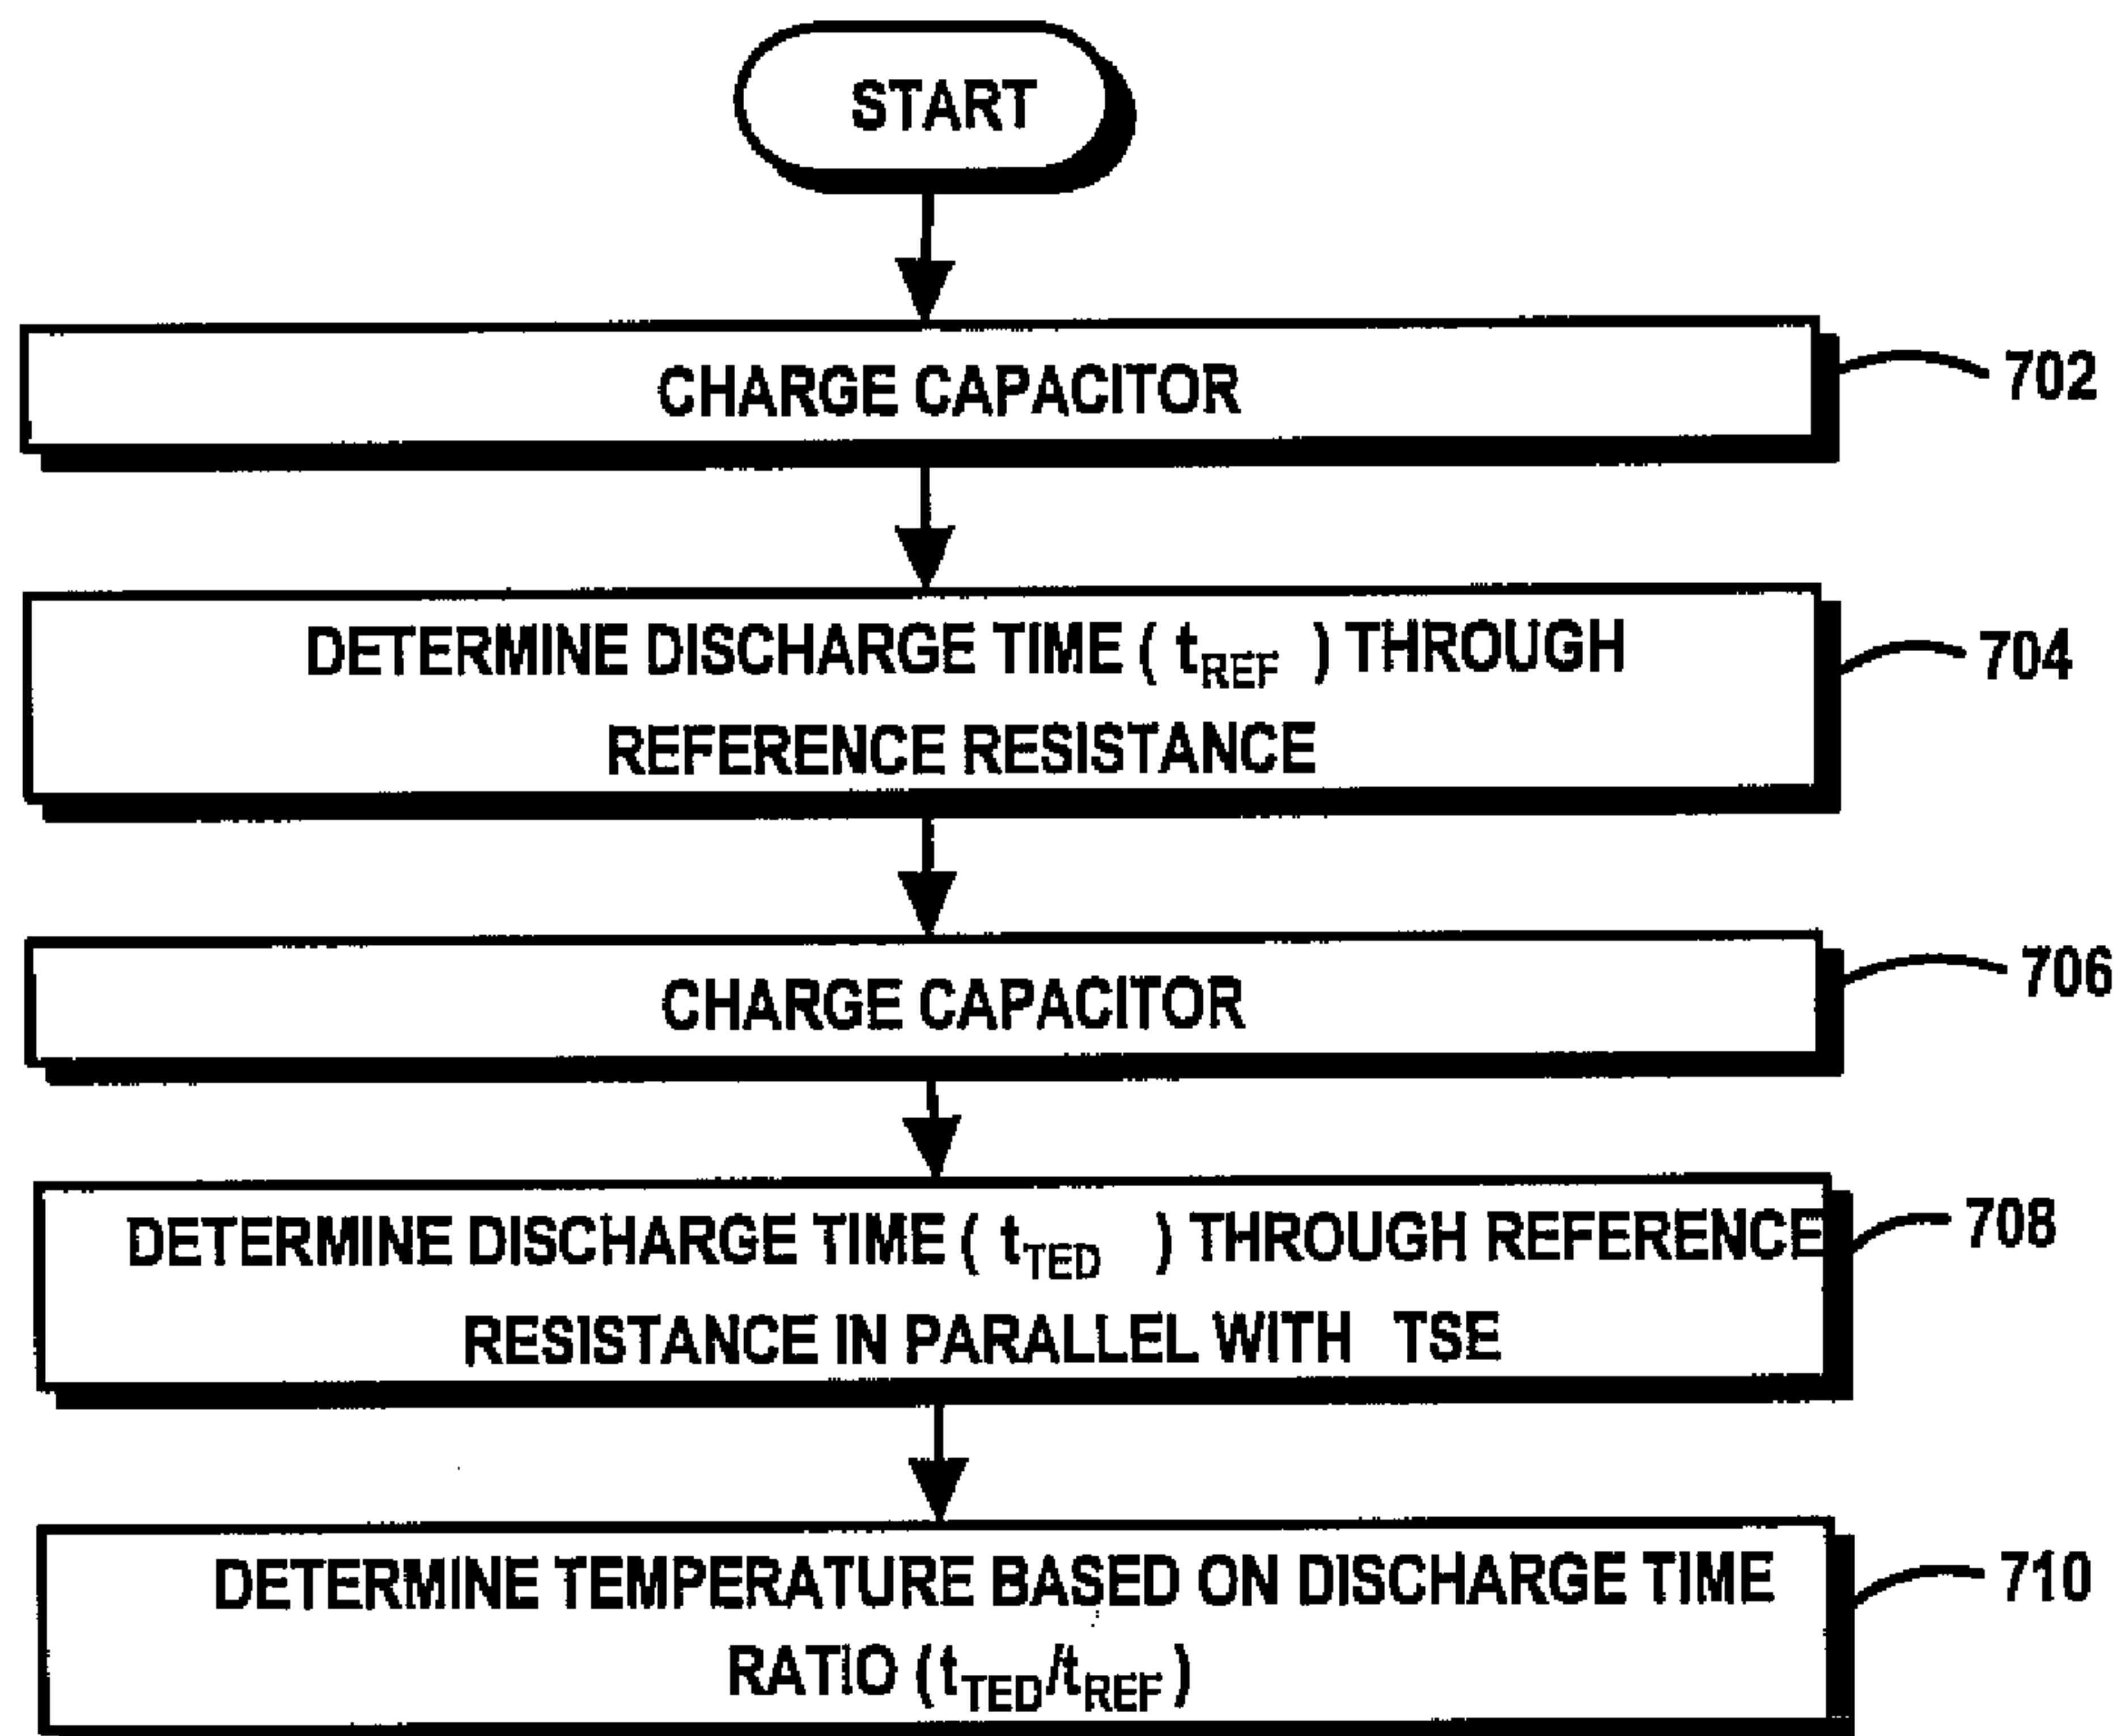 START
CHARGE CAPACITOR
702
DETERMINE DISCHARGE TIME ( tREF ) THROUGH
REFERENCE RESISTANCE
704
CHARGE CAPACITOR
706
DETERMINE DISCHARGE TIME ( tTED ) THROUGH REFERENCE
RESISTANCE IN PARALLEL WITH TSE
708
DETERMINE TEMPERATURE BASED ON DISCHARGE TIME
RATIO (tTED/tREF)
710